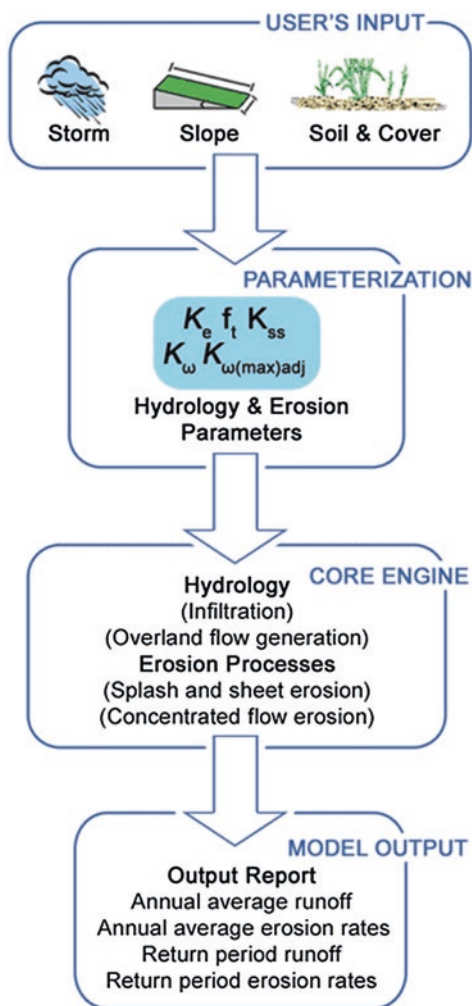 USER'S INPUT
Storm Slope Soil & Cover
PARAMETERIZATION
Ke ft Kss
Kω Kω(max)adj
Hydrology & Erosion
Parameters
CORE ENGINE
Hydrology
(Infiltration)
(Overland flow generation)
Erosion Processes
(Splash and sheet erosion)
(Concentrated flow erosion)
MODEL OUTPUT
Output Report
Annual average runoff
Annual average erosion rates
Return period runoff
Return period erosion rates